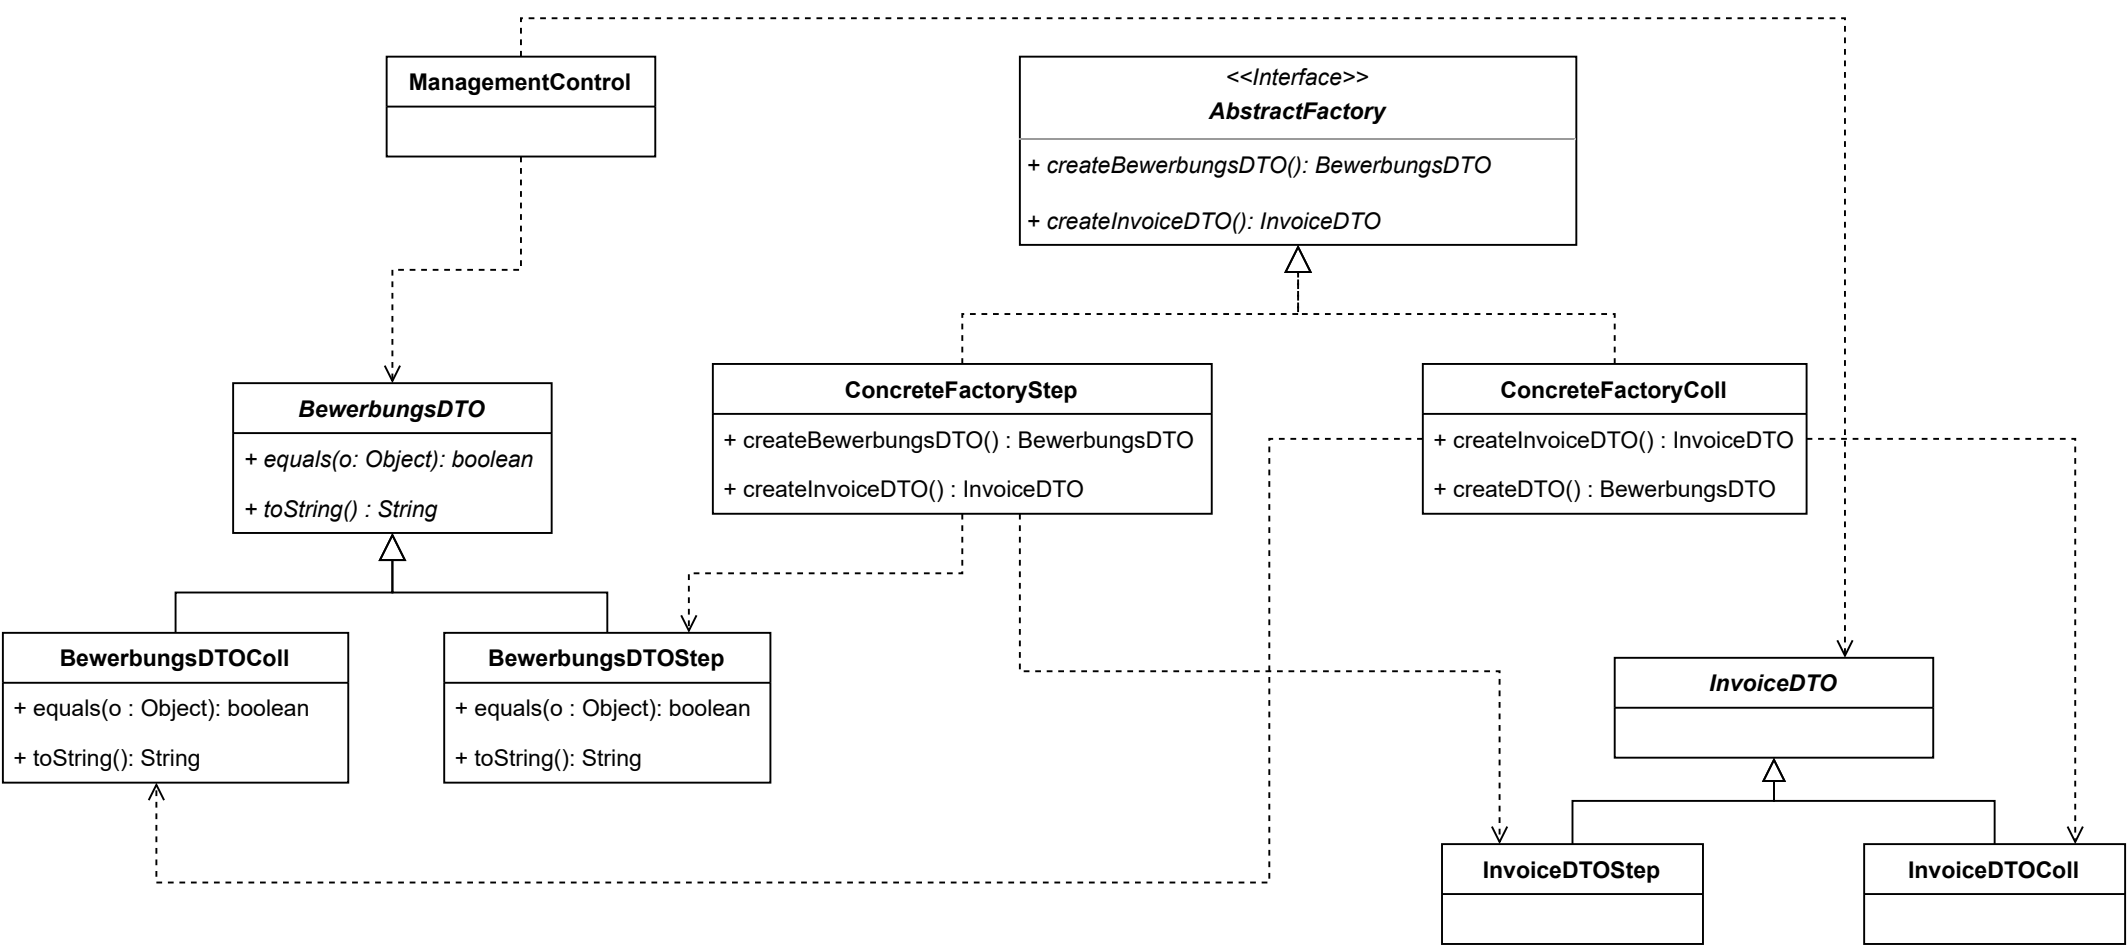 ManagementControl
<<Interface>>
AbstractFactory
+ createBewerbungsDTO(): BewerbungsDTO
+ createInvoiceDTO(): InvoiceDTO
BewerbungsDTO
+ equals(o: Object): boolean
+ toString() : String
ConcreteFactoryStep
+ createBewerbungsDTO() : BewerbungsDTO
+ createInvoiceDTO() : InvoiceDTO
ConcreteFactoryColl
+ createInvoiceDTO() : InvoiceDTO
+ createDTO() : BewerbungsDTO
BewerbungsDTOColl
+ equals(o : Object): boolean
+ toString(): String
BewerbungsDTOStep
+ equals(o : Object): boolean
+ toString(): String
InvoiceDTO
InvoiceDTOStep
InvoiceDTOColl